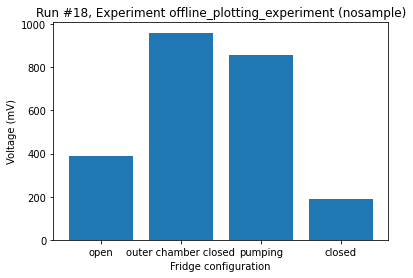 Run #18, Experiment offline_plotting_experiment (nosample)
1000
800
600
400
200
0
Voltage (mV)
open outer chamber closed pumping closed
Fridge configuration